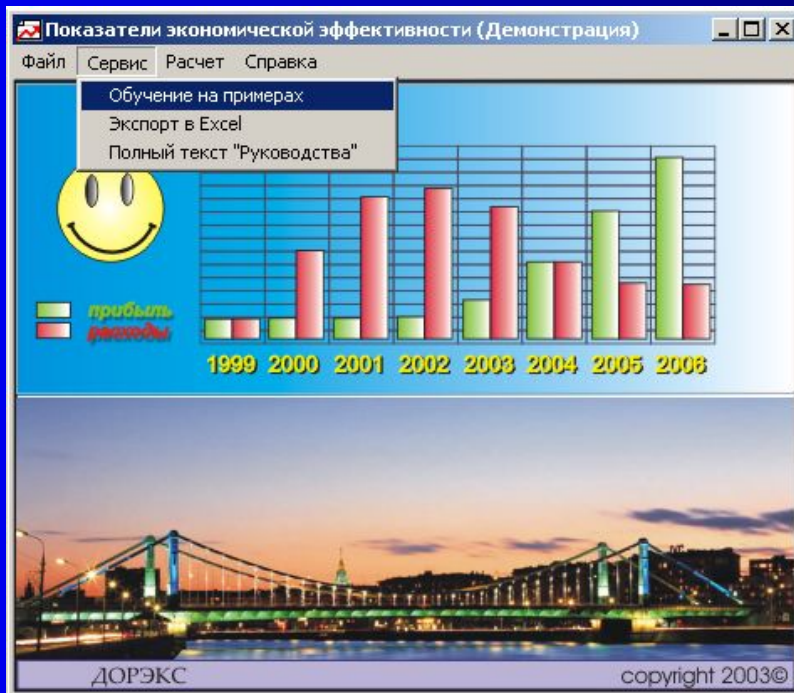 Показатели экономической эффективности (Демонстрация)
Файл Сервис Расчет Справка
Обучение на примерах
Экспорт в Excel
Полный текст "Руководства"
прибыль
расходы
1999 2000 2001 2002 2003 2004 2005 2006
ДОРЭКС copyright 2003©